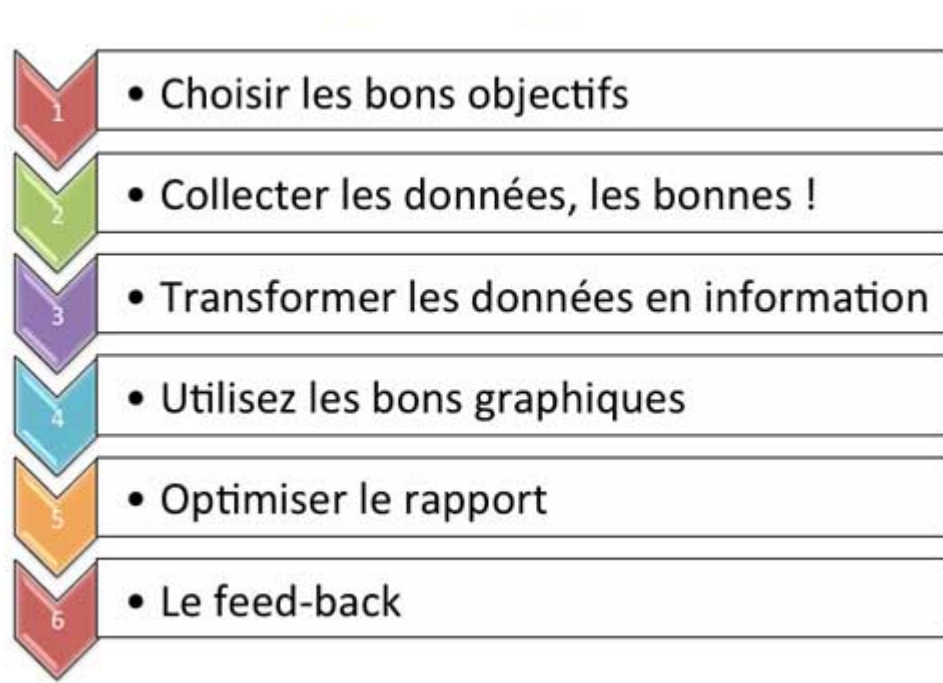 1
• Choisir les bons objectifs
2
• Collecter les données, les bonnes !
3
• Transformer les données en information
4
• Utilisez les bons graphiques
5
• Optimiser le rapport
6
• Le feed-back